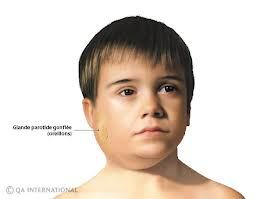 Glande parotide gonflée
(oreillons)
© QA INTERNATIONAL